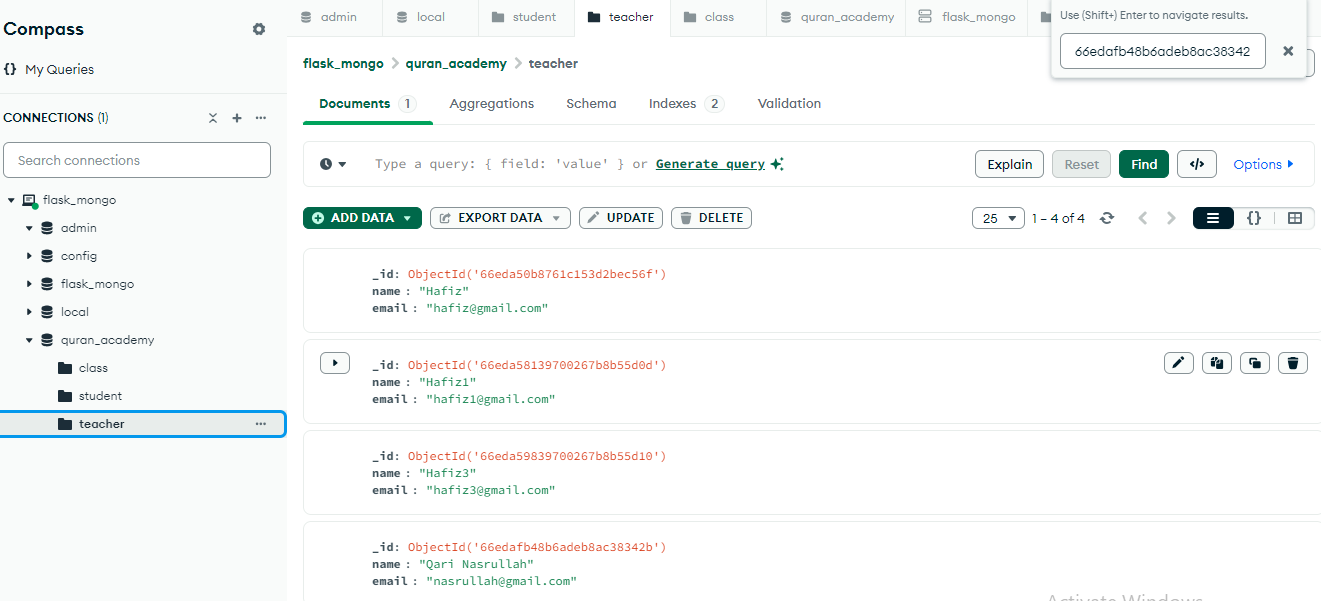 Compass
{} My Queries
CONNECTIONS (1)
Search connections
flask_mongo
admin
config
flask_mongo
local
quran_academy
class
student
teacher
admin
local
student
teacher
class
quran_academy
flask_mongo
Use (Shift+) Enter to navigate results.
66edafb48b6adeb8ac38342
flask_mongo > quran_academy > teacher
Documents 1 Aggregations Schema Indexes 2 Validation
Type a query: { field: 'value' } or Generate query
Explain Reset Find </> Options
ADD DATA EXPORT DATA UPDATE DELETE
25 1 – 4 of 4 {}
_id: ObjectId('66eda50b8761c153d2bec56f')
name : "Hafiz"
email : "hafiz@gmail.com"
_id: ObjectId('66eda58139700267b8b55d0d')
name : "Hafiz1"
email : "hafiz1@gmail.com"
_id: ObjectId('66eda59839700267b8b55d10')
name : "Hafiz3"
email : "hafiz3@gmail.com"
_id: ObjectId('66edafb48b6adeb8ac38342b')
name : "Qari Nasrullah"
email : "nasrullah@gmail.com"
Activate Windows